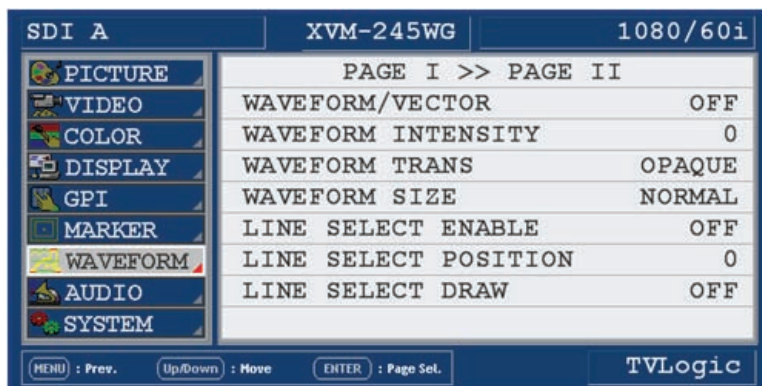 SDI A XVM-245WG 1080/60i
PICTURE
VIDEO
COLOR
DISPLAY
GPI
MARKER
WAVEFORM
AUDIO
SYSTEM
PAGE I >> PAGE II
WAVEFORM/VECTOR OFF
WAVEFORM INTENSITY 0
WAVEFORM TRANS OPAQUE
WAVEFORM SIZE NORMAL
LINE SELECT ENABLE OFF
LINE SELECT POSITION 0
LINE SELECT DRAW OFF
MENU : Prev. Up/Down : Move ENTER : Page Sel. TVLogic